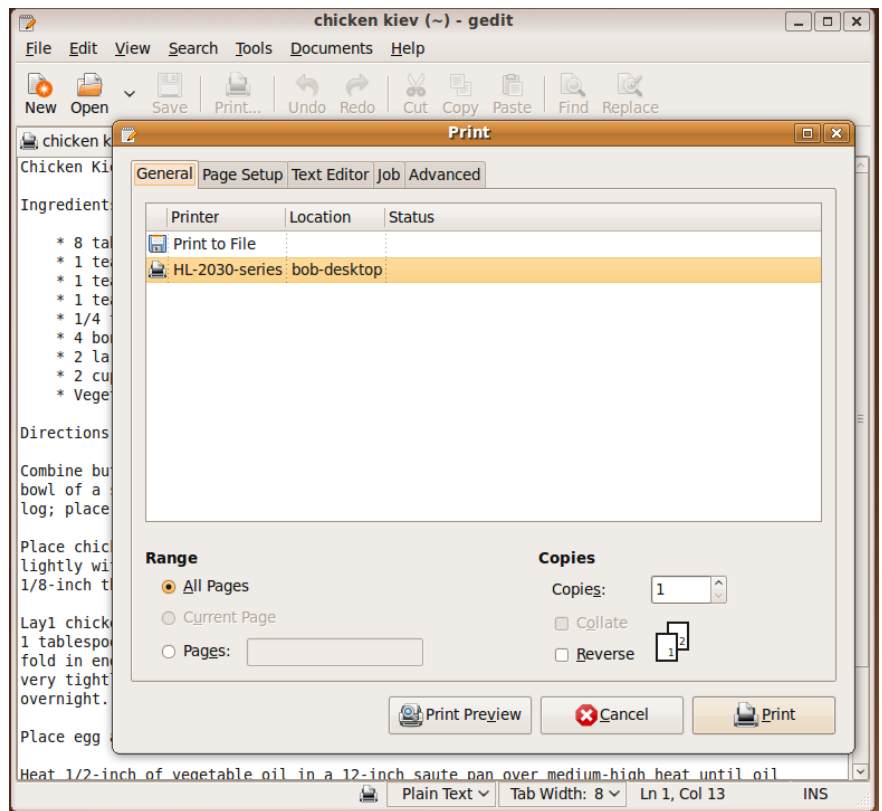 chicken kiev (~) - gedit
File Edit View Search Tools Documents Help
New Open Save Print... Undo Redo Cut Copy Paste Find Replace
chicken k
Print
Chicken Ki
General Page Setup Text Editor Job Advanced
Ingredient
Printer Location Status
* 8 ta
Print to File
* 1 te
HL-2030-series bob-desktop
* 1 te
* 1 te
* 1/4
* 4 bo
* 2 la
* 2 cu
* Vege
Directions
Combine bu
bowl of a
log; place
Place chic
lightly wi
1/8-inch t
Range
Copies
All Pages
Copies: 1
Current Page
Collate
Pages:
Reverse
1 2
Lay1 chick
1 tablespo
fold in en
very tight
overnight.
Print Preview Cancel Print
Place egg
Heat 1/2-inch of vegetable oil in a 12-inch saute pan over medium-high heat until oil
Plain Text Tab Width: 8 Ln 1, Col 13 INS